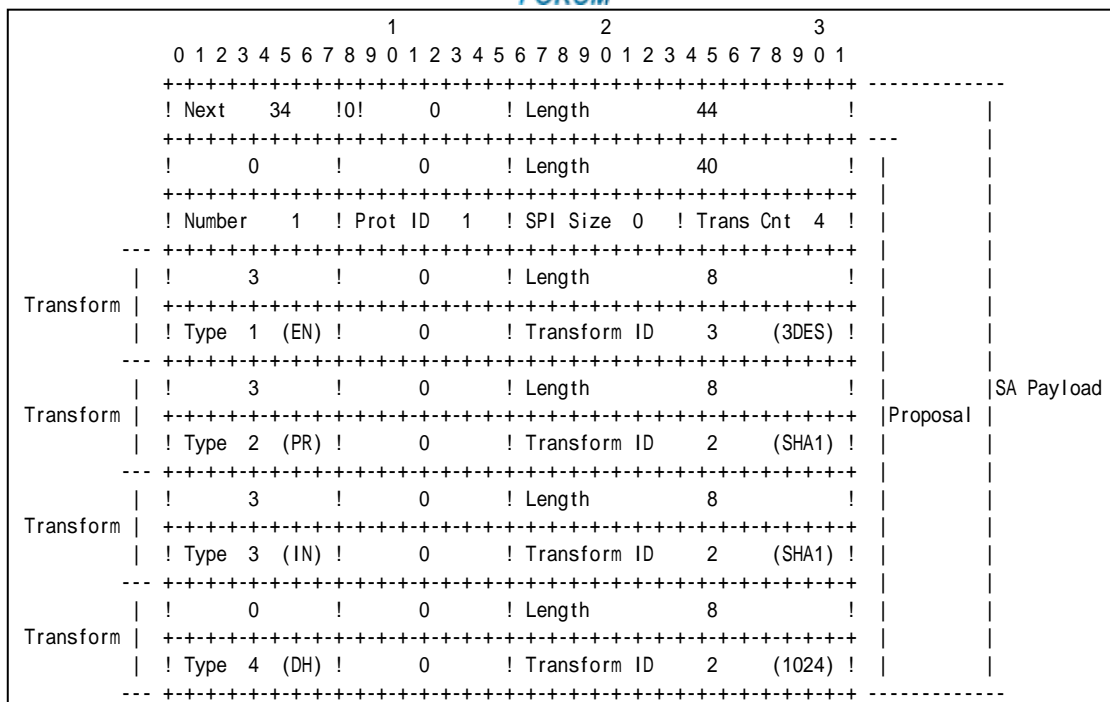 FORUM
                     1                   2                   3
 0 1 2 3 4 5 6 7 8 9 0 1 2 3 4 5 6 7 8 9 0 1 2 3 4 5 6 7 8 9 0 1
+-+-+-+-+-+-+-+-+-+-+-+-+-+-+-+-+-+-+-+-+-+-+-+-+-+-+-+-+-+-+-+-+ -------------
! Next    34    !0!      0      ! Length          44            !            |
+-+-+-+-+-+-+-+-+-+-+-+-+-+-+-+-+-+-+-+-+-+-+-+-+-+-+-+-+-+-+-+-+ ---        |
!       0       !       0       ! Length          40            !  |         |
+-+-+-+-+-+-+-+-+-+-+-+-+-+-+-+-+-+-+-+-+-+-+-+-+-+-+-+-+-+-+-+-+  |         |
! Number    1   ! Prot ID   1   ! SPI Size  0   ! Trans Cnt  4  !  |         |
--- +-+-+-+-+-+-+-+-+-+-+-+-+-+-+-+-+-+-+-+-+-+-+-+-+-+-+-+-+-+-+-+-+  |         |
| !       3       !       0       ! Length          8             !  |         |
Transform | +-+-+-+-+-+-+-+-+-+-+-+-+-+-+-+-+-+-+-+-+-+-+-+-+-+-+-+-+-+-+-+-+  |         |
| ! Type  1  (EN) !       0       ! Transform ID    3     (3DES)  !  |         |
--- +-+-+-+-+-+-+-+-+-+-+-+-+-+-+-+-+-+-+-+-+-+-+-+-+-+-+-+-+-+-+-+-+  |         |
| !       3       !       0       ! Length          8             !  |         |SA Payload
Transform | +-+-+-+-+-+-+-+-+-+-+-+-+-+-+-+-+-+-+-+-+-+-+-+-+-+-+-+-+-+-+-+-+  |Proposal |
| ! Type  2  (PR) !       0       ! Transform ID    2     (SHA1)  !  |         |
--- +-+-+-+-+-+-+-+-+-+-+-+-+-+-+-+-+-+-+-+-+-+-+-+-+-+-+-+-+-+-+-+-+  |         |
| !       3       !       0       ! Length          8             !  |         |
Transform | +-+-+-+-+-+-+-+-+-+-+-+-+-+-+-+-+-+-+-+-+-+-+-+-+-+-+-+-+-+-+-+-+  |         |
| ! Type  3  (IN) !       0       ! Transform ID    2     (SHA1)  !  |         |
--- +-+-+-+-+-+-+-+-+-+-+-+-+-+-+-+-+-+-+-+-+-+-+-+-+-+-+-+-+-+-+-+-+  |         |
| !       0       !       0       ! Length          8             !  |         |
Transform | +-+-+-+-+-+-+-+-+-+-+-+-+-+-+-+-+-+-+-+-+-+-+-+-+-+-+-+-+-+-+-+-+  |         |
| ! Type  4  (DH) !       0       ! Transform ID    2     (1024)  !  |         |
--- +-+-+-+-+-+-+-+-+-+-+-+-+-+-+-+-+-+-+-+-+-+-+-+-+-+-+-+-+-+-+-+-+ -------------